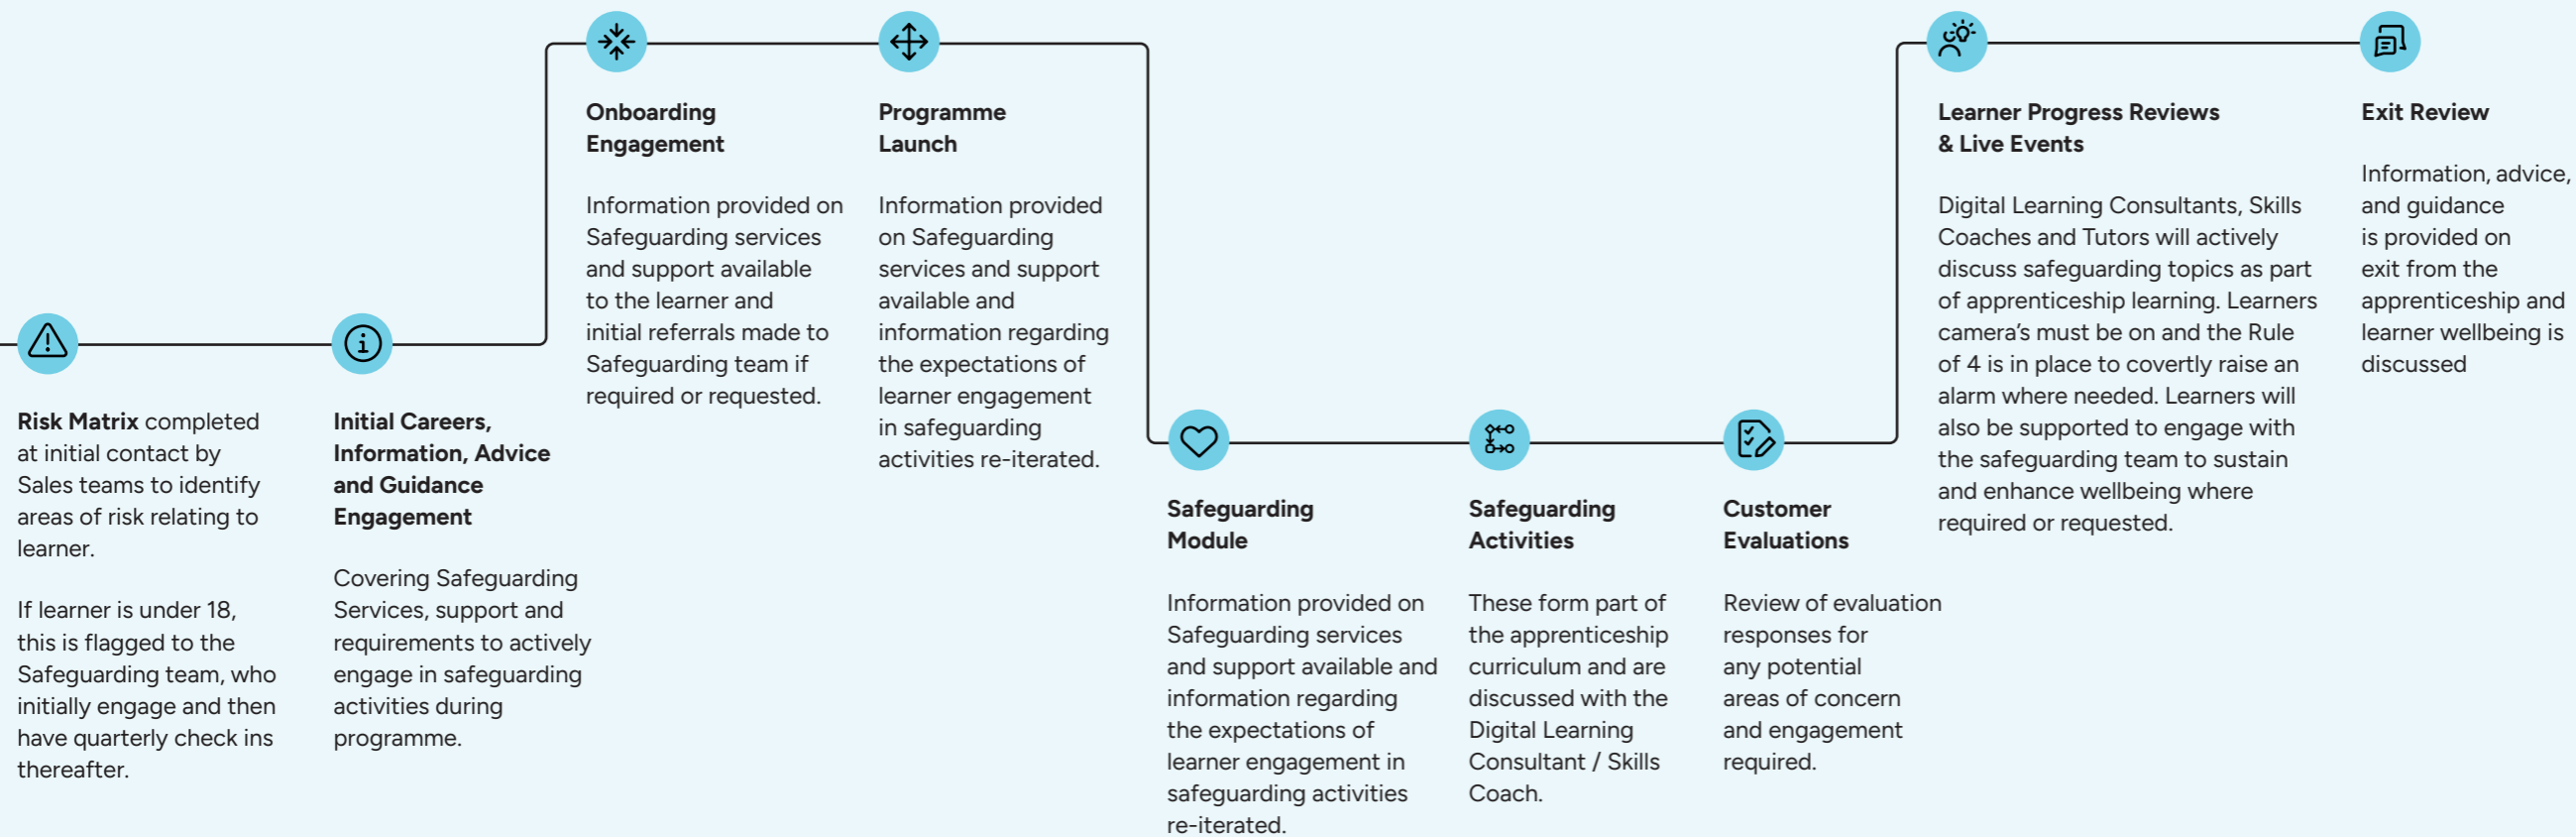 Risk Matrix completed
at initial contact by
Sales teams to identify
areas of risk relating to
learner.
If learner is under 18,
this is flagged to the
Safeguarding team, who
initially engage and then
have quarterly check ins
thereafter.
Initial Careers,
Information, Advice
and Guidance
Engagement
Covering Safeguarding
Services, support and
requirements to actively
engage in safeguarding
activities during
programme.
Onboarding
Engagement
Information provided on
Safeguarding services
and support available
to the learner and
initial referrals made to
Safeguarding team if
required or requested.
Programme
Launch
Information provided
on Safeguarding
services and support
available and
information regarding
the expectations of
learner engagement
in safeguarding
activities re-iterated.
Safeguarding
Module
Information provided on
Safeguarding services
and support available and
information regarding
the expectations of
learner engagement in
safeguarding activities
re-iterated.
Safeguarding
Activities
These form part of
the apprenticeship
curriculum and are
discussed with the
Digital Learning
Consultant / Skills
Coach.
Customer
Evaluations
Review of evaluation
responses for
any potential
areas of concern
and engagement
required.
Learner Progress Reviews
& Live Events
Digital Learning Consultants, Skills
Coaches and Tutors will actively
discuss safeguarding topics as part
of apprenticeship learning. Learners
camera's must be on and the Rule
of 4 is in place to covertly raise an
alarm where needed. Learners will
also be supported to engage with
the safeguarding team to sustain
and enhance wellbeing where
required or requested.
Exit Review
Information, advice,
and guidance
is provided on
exit from the
apprenticeship and
learner wellbeing is
discussed